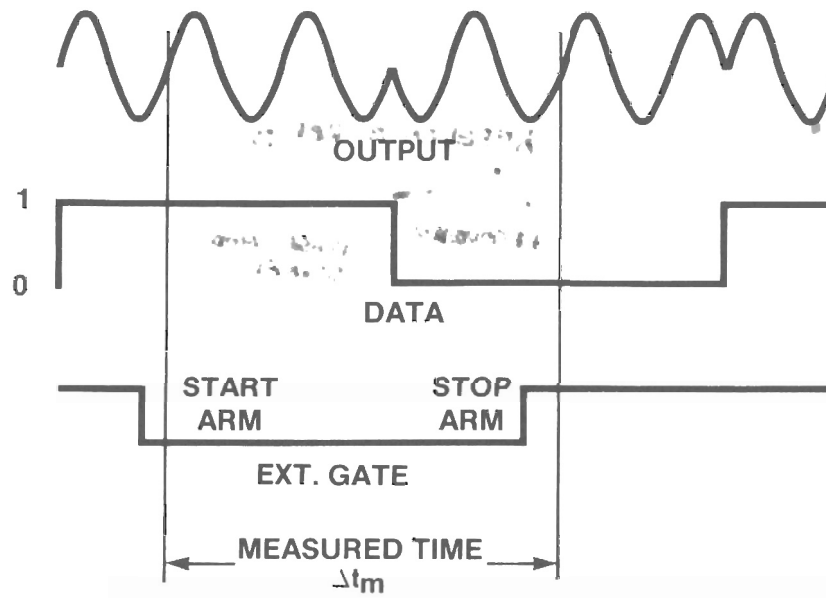 OUTPUT
1
0
DATA
START
ARM
STOP
ARM
EXT. GATE
MEASURED TIME
Δtm